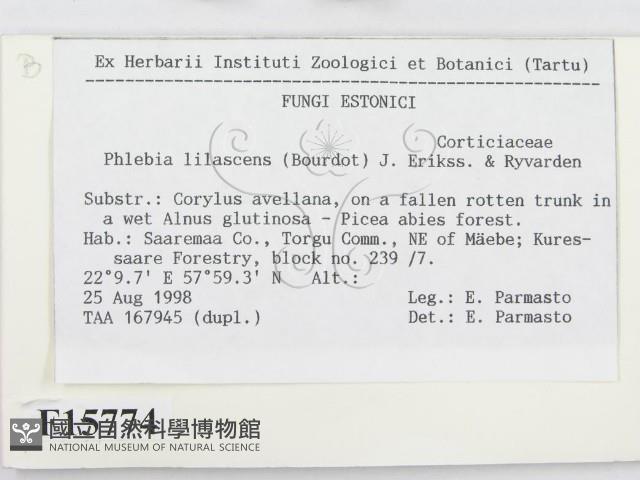 B
Ex Herbarii Instituti Zoologici et Botanici (Tartu)
FUNGI ESTONICI
Corticiaceae
Phlebia lilascens (Bourdot) J. Erikss. & Ryvarden
Substr.: Corylus avellana, on a fallen rotten trunk in
a wet Alnus glutinosa - Picea abies forest.
Hab.: Saaremaa Co., Torgu Comm., NE of Mäebe; Kures-
saare Forestry, block no. 239 /7.
22°9.7' E 57°59.3' N Alt.:
25 Aug 1998 Leg.: E. Parmasto
TAA 167945 (dupl.) Det.: E. Parmasto
F15774
國立自然科學博物館
NATIONAL MUSEUM OF NATURAL SCIENCE